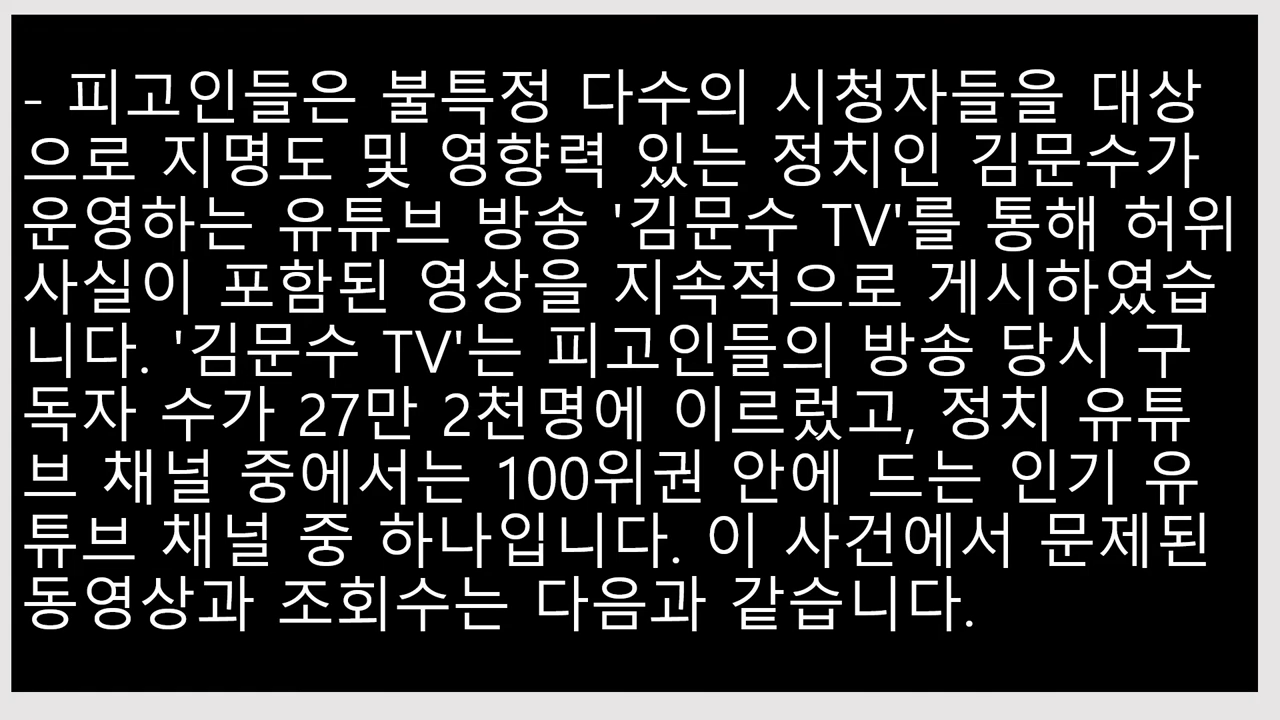 - 피고인들은 불특정 다수의 시청자들을 대상
으로 지명도 및 영향력 있는 정치인 김문수가
운영하는 유튜브 방송 '김문수 TV'를 통해 허위
사실이 포함된 영상을 지속적으로 게시하였습
니다. '김문수 TV'는 피고인들의 방송 당시 구
독자 수가 27만 2천명에 이르렀고, 정치 유튜
브 채널 중에서는 100위권 안에 드는 인기 유
튜브 채널 중 하나입니다. 이 사건에서 문제된
동영상과 조회수는 다음과 같습니다.